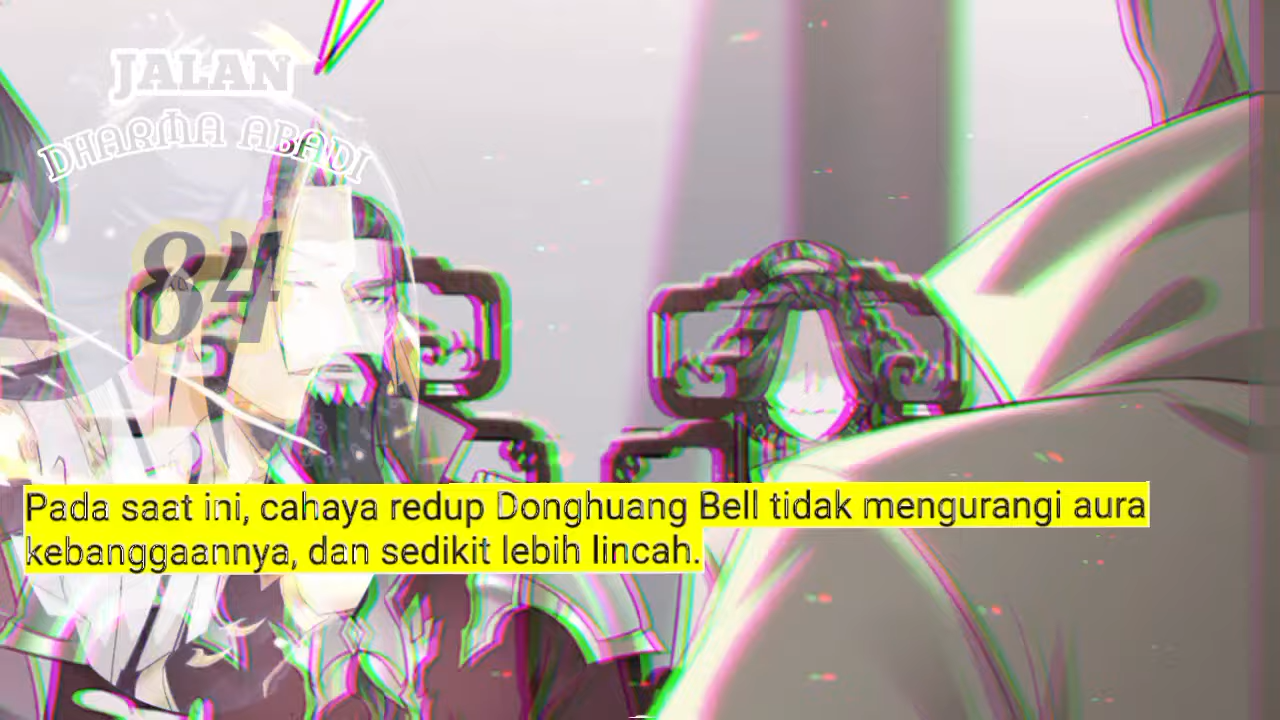 JALAN
DHARMA ABADI
84
Pada saat ini, cahaya redup Donghuang Bell tidak mengurangi aura
kebanggaannya, dan sedikit lebih lincah.